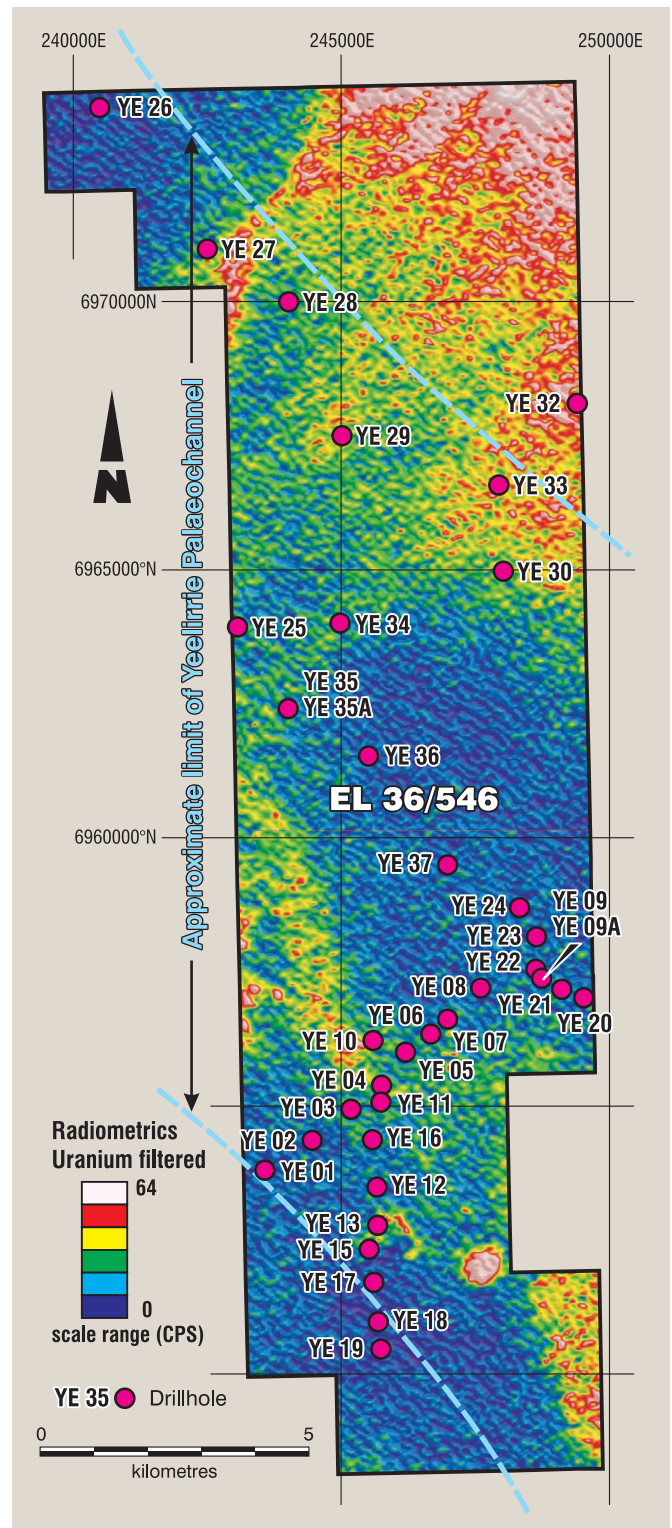 240000E
245000E
250000E
YE 26
YE 27
6970000N
YE 28
YE 32
YE 29
N
YE 33
6965000°N
YE 30
YE 25
YE 34
YE 35
YE 35A
YE 36
Approximate limit of Yeelirrie Palaeochannel
EL 36/546
6960000°N
YE 37
YE 24
YE 09
YE 09A
YE 23
YE 22
YE 08
YE 21
YE 20
YE 06
YE 10
YE 07
YE 05
YE 04
YE 03
YE 11
YE 02
YE 16
YE 01
YE 12
YE 13
YE 15
YE 17
YE 18
YE 19
Radiometrics
Uranium filtered
64
0
scale range (CPS)
YE 35 Drillhole
0 5
kilometres